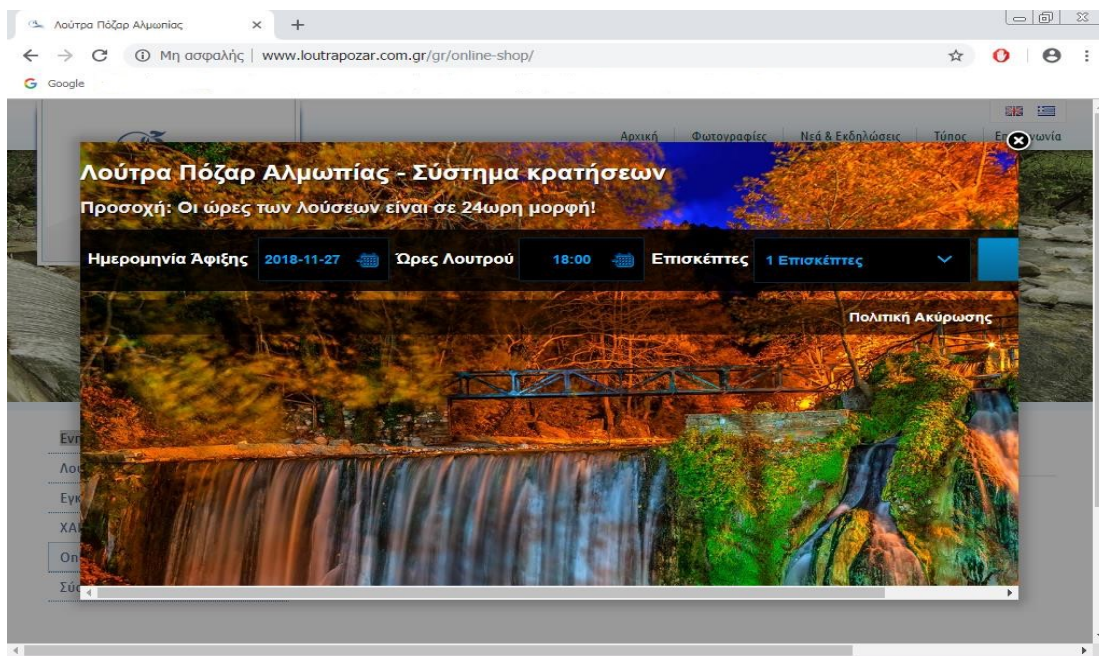 Λούτρα Πόζαρ Αλμωπίας
Μη ασφαλής | www.loutrapozar.com.gr/gr/online-shop/
Google
Αρχική Φωτογραφίες Νεά & Εκδηλώσεις Τύπος
Λούτρα Πόζαρ Αλμωπίας - Σύστημα κρατήσεων
Προσοχή: Οι ώρες των λούσεων είναι σε 24ωρη μορφή!
Ημερομηνία Άφιξης 2018-11-27 Ώρες Λουτρού 18:00 Επισκέπτες 1 Επισκέπτες
Πολιτική Ακύρωσης